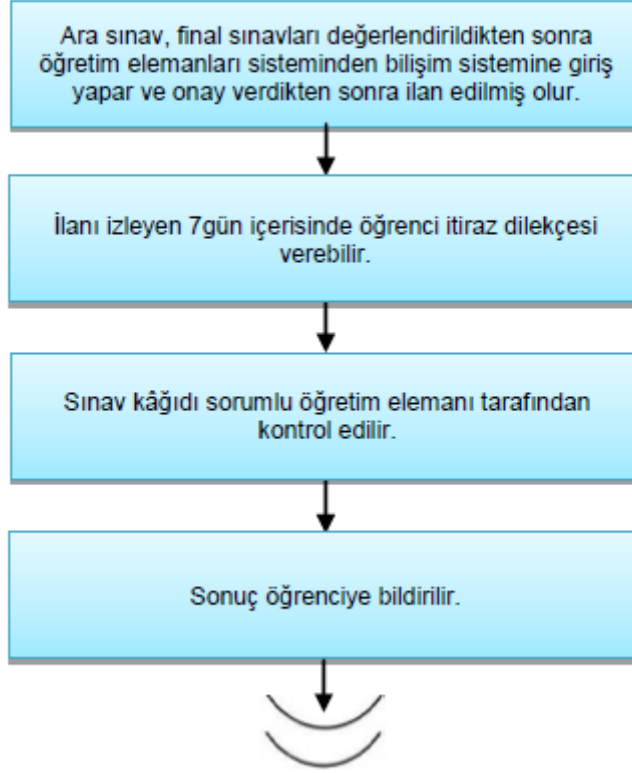 Ara sınav, final sınavları değerlendirildikten sonra
öğretim elemanları sisteminden bilişim sistemine giriş
yapar ve onay verdikten sonra ilan edilmiş olur.
İlanı izleyen 7gün içerisinde öğrenci itiraz dilekçesi
verebilir.
Sınav kâğıdı sorumlu öğretim elemanı tarafından
kontrol edilir.
Sonuç öğrenciye bildirilir.